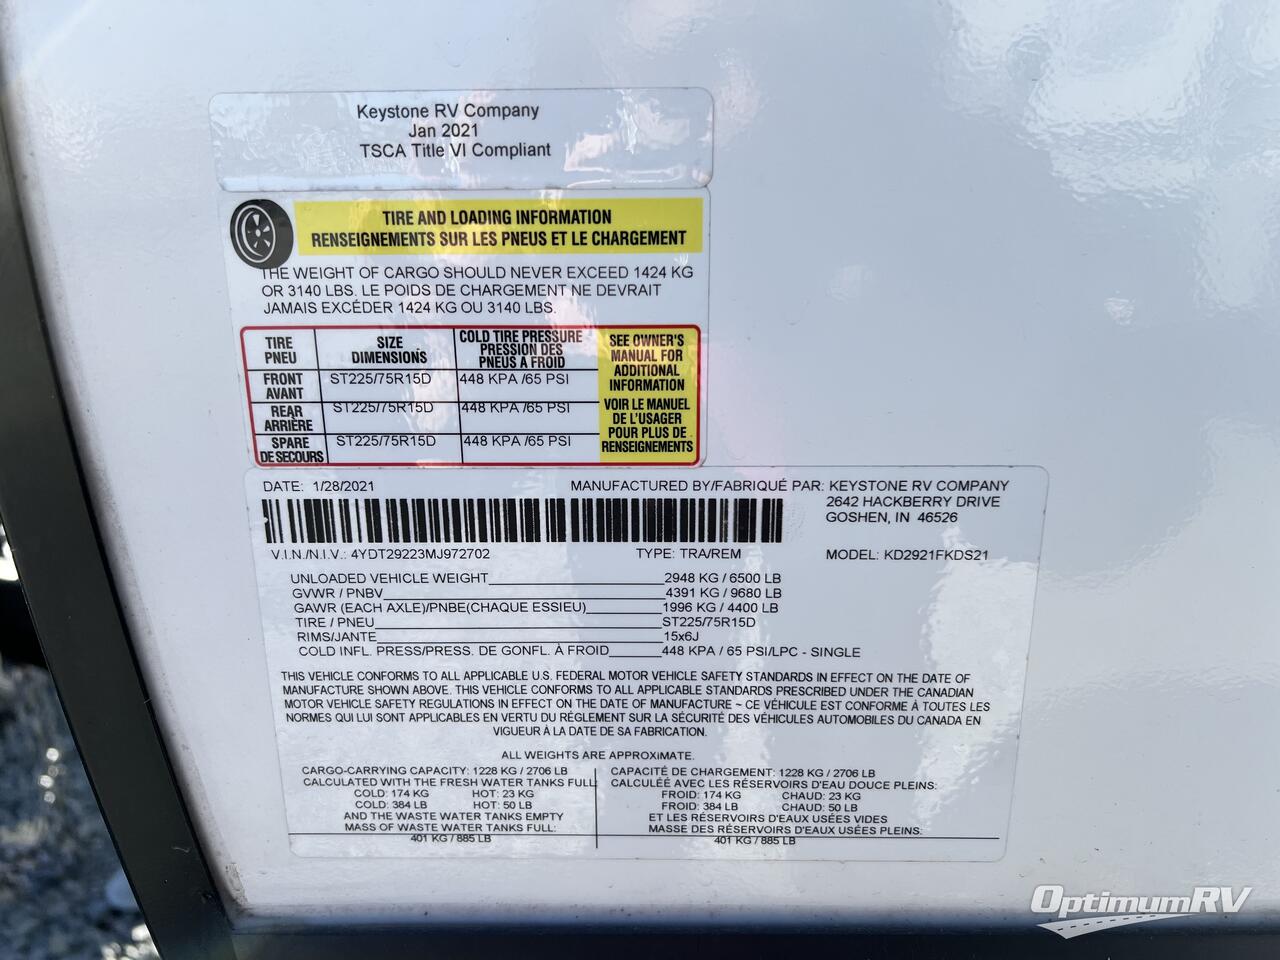 Keystone RV Company
Jan 2021
TSCA Title VI Compliant
TIRE AND LOADING INFORMATION
RENSEIGNEMENTS SUR LES PNEUS ET LE CHARGEMENT
THE WEIGHT OF CARGO SHOULD NEVER EXCEED 1424 KG
OR 3140 LBS. LE POIDS DE CHARGEMENT NE DEVRAIT
JAMAIS EXCÉDER 1424 KG OU 3140 LBS.
TIRE PNEU SIZE DIMENSIONS COLD TIRE PRESSURE PRESSION DES PNEUS A FROID
FRONT AVANT ST225/75R15D 448 KPA /65 PSI
REAR ARRIÈRE ST225/75R15D 448 KPA /65 PSI
SPARE DE SECOURS ST225/75R15D 448 KPA /65 PSI
SEE OWNER'S
MANUAL FOR
ADDITIONAL
INFORMATION
VOIR LE MANUEL
DE L'USAGER
POUR PLUS DE
RENSEIGNEMENTS
DATE: 1/28/2021 MANUFACTURED BY/FABRIQUÉ PAR: KEYSTONE RV COMPANY
2642 HACKBERRY DRIVE
GOSHEN, IN 46526
V.I.N./N.I.V.: 4YDT29223MJ972702 TYPE: TRA/REM MODEL: KD2921FKDS21
UNLOADED VEHICLE WEIGHT 2948 KG / 6500 LB
GVWR / PNBV 4391 KG / 9680 LB
GAWR (EACH AXLE)/PNBE(CHAQUE ESSIEU) 1996 KG / 4400 LB
TIRE / PNEU ST225/75R15D
RIMS/JANTE 15x6J
COLD INFL. PRESS/PRESS. DE GONFL. À FROID 448 KPA / 65 PSI/LPC - SINGLE
THIS VEHICLE CONFORMS TO ALL APPLICABLE U.S. FEDERAL MOTOR VEHICLE SAFETY STANDARDS IN EFFECT ON THE DATE OF
MANUFACTURE SHOWN ABOVE. THIS VEHICLE CONFORMS TO ALL APPLICABLE STANDARDS PRESCRIBED UNDER THE CANADIAN
MOTOR VEHICLE SAFETY REGULATIONS IN EFFECT ON THE DATE OF MANUFACTURE ~ CE VÉHICULE EST CONFORME À TOUTES LES
NORMES QUI LUI SONT APPLICABLES EN VERTU DU RÉGLEMENT SUR LA SÉCURITÉ DES VÉHICULES AUTOMOBILES DU CANADA EN
VIGUEUR À LA DATE DE SA FABRICATION.
ALL WEIGHTS ARE APPROXIMATE.
CARGO-CARRYING CAPACITY: 1228 KG / 2706 LB
CALCULATED WITH THE FRESH WATER TANKS FULL
COLD: 174 KG HOT: 23 KG
COLD: 384 LB HOT: 50 LB
AND THE WASTE WATER TANKS EMPTY
MASS OF WASTE WATER TANKS FULL:
401 KG / 885 LB
CAPACITÉ DE CHARGEMENT: 1228 KG / 2706 LB
CALCULÉE AVEC LES RÉSERVOIRS D'EAU DOUCE PLEINS:
FROID: 174 KG CHAUD: 23 KG
FROID: 384 LB CHAUD: 50 LB
ET LES RÉSERVOIRS D'EAUX USÉES VIDES
MASSE DES RÉSERVOIRS D'EAUX USÉES PLEINS:
401 KG / 885 LB
OptimumRV